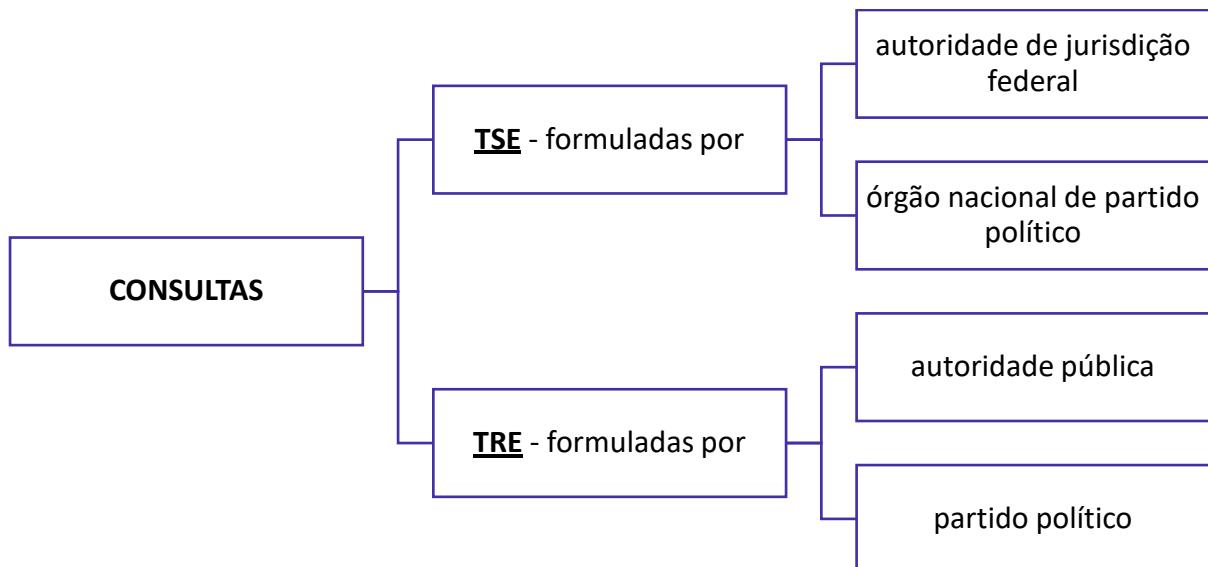 CONSULTAS
TSE - formuladas por
autoridade de jurisdição
federal
órgão nacional de partido
político
TRE - formuladas por
autoridade pública
partido político